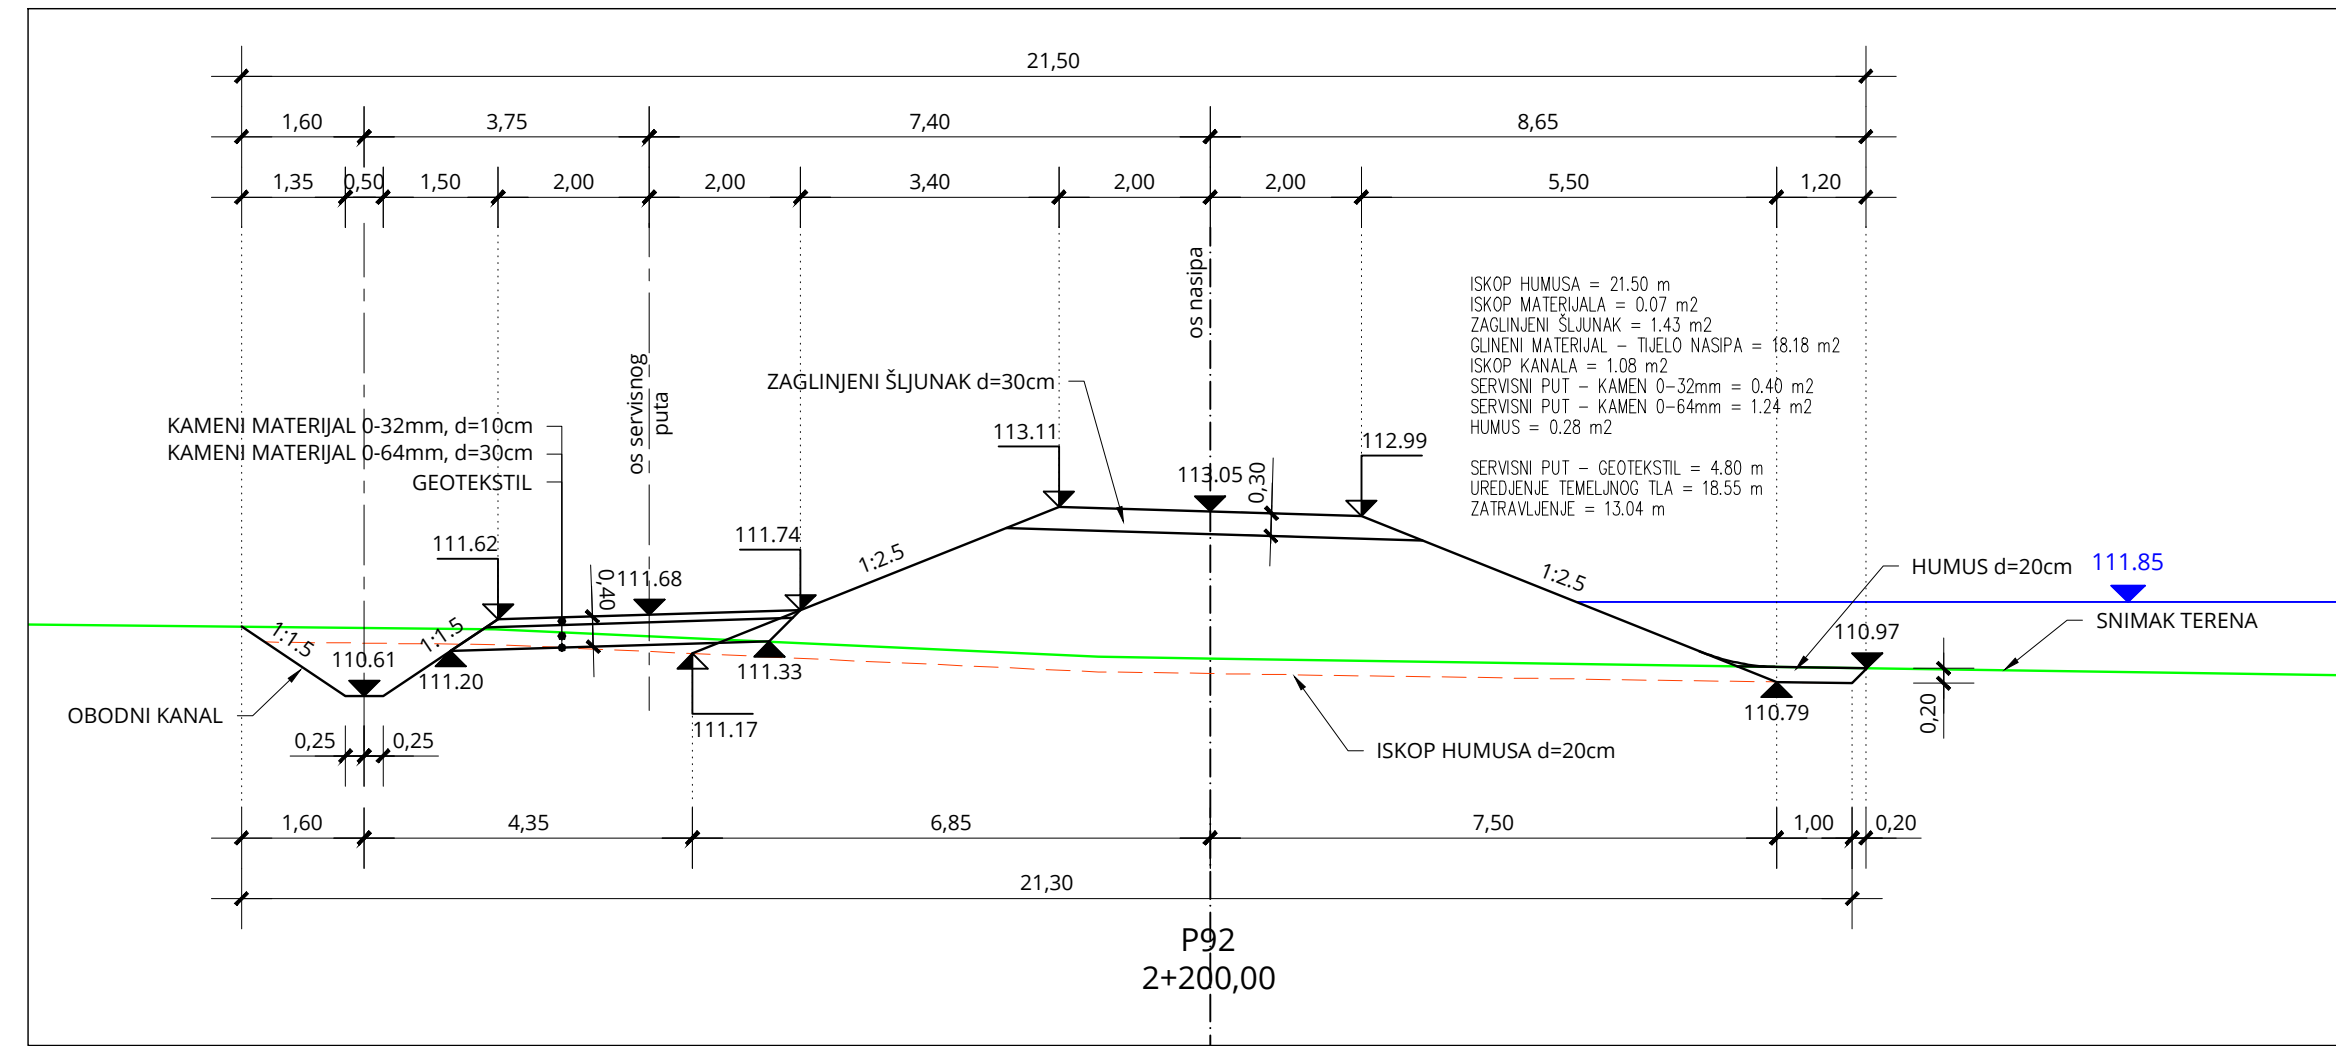 21,50
1,60 3,75 7,40 8,65
1,35 0,50 1,50 2,00 2,00 3,40 2,00 2,00 5,50 1,20
os nasipa
os servisnog
puta
ISKOP HUMUSA = 21.50 m
ISKOP MATERIJALA = 0.07 m2
ZAGLINJENI ŠLJUNAK = 1.43 m2
GLINENI MATERIJAL – TIJELO NASIPA = 18.18 m2
ISKOP KANALA = 1.08 m2
SERVISNI PUT – KAMEN 0–32mm = 0.40 m2
SERVISNI PUT – KAMEN 0–64mm = 1.24 m2
HUMUS = 0.28 m2
SERVISNI PUT – GEOTEKSTIL = 4.80 m
UREDJENJE TEMELJNOG TLA = 18.55 m
ZATRAVLJENJE = 13.04 m
ZAGLINJENI ŠLJUNAK d=30cm
KAMENI MATERIJAL 0-32mm, d=10cm
KAMENI MATERIJAL 0-64mm, d=30cm
GEOTEKSTIL
113.11
112.99
113.05
0,30
111.62
111.74
0,40
111.68
1:2.5
1:2.5
HUMUS d=20cm
111.85
SNIMAK TERENA
1:1.5
1:1.5
110.61
111.20
111.33
111.17
110.97
110.79
0,20
OBODNI KANAL
0,25 0,25
ISKOP HUMUSA d=20cm
1,60 4,35 6,85 7,50 1,00 0,20
21,30
P92
2+200,00